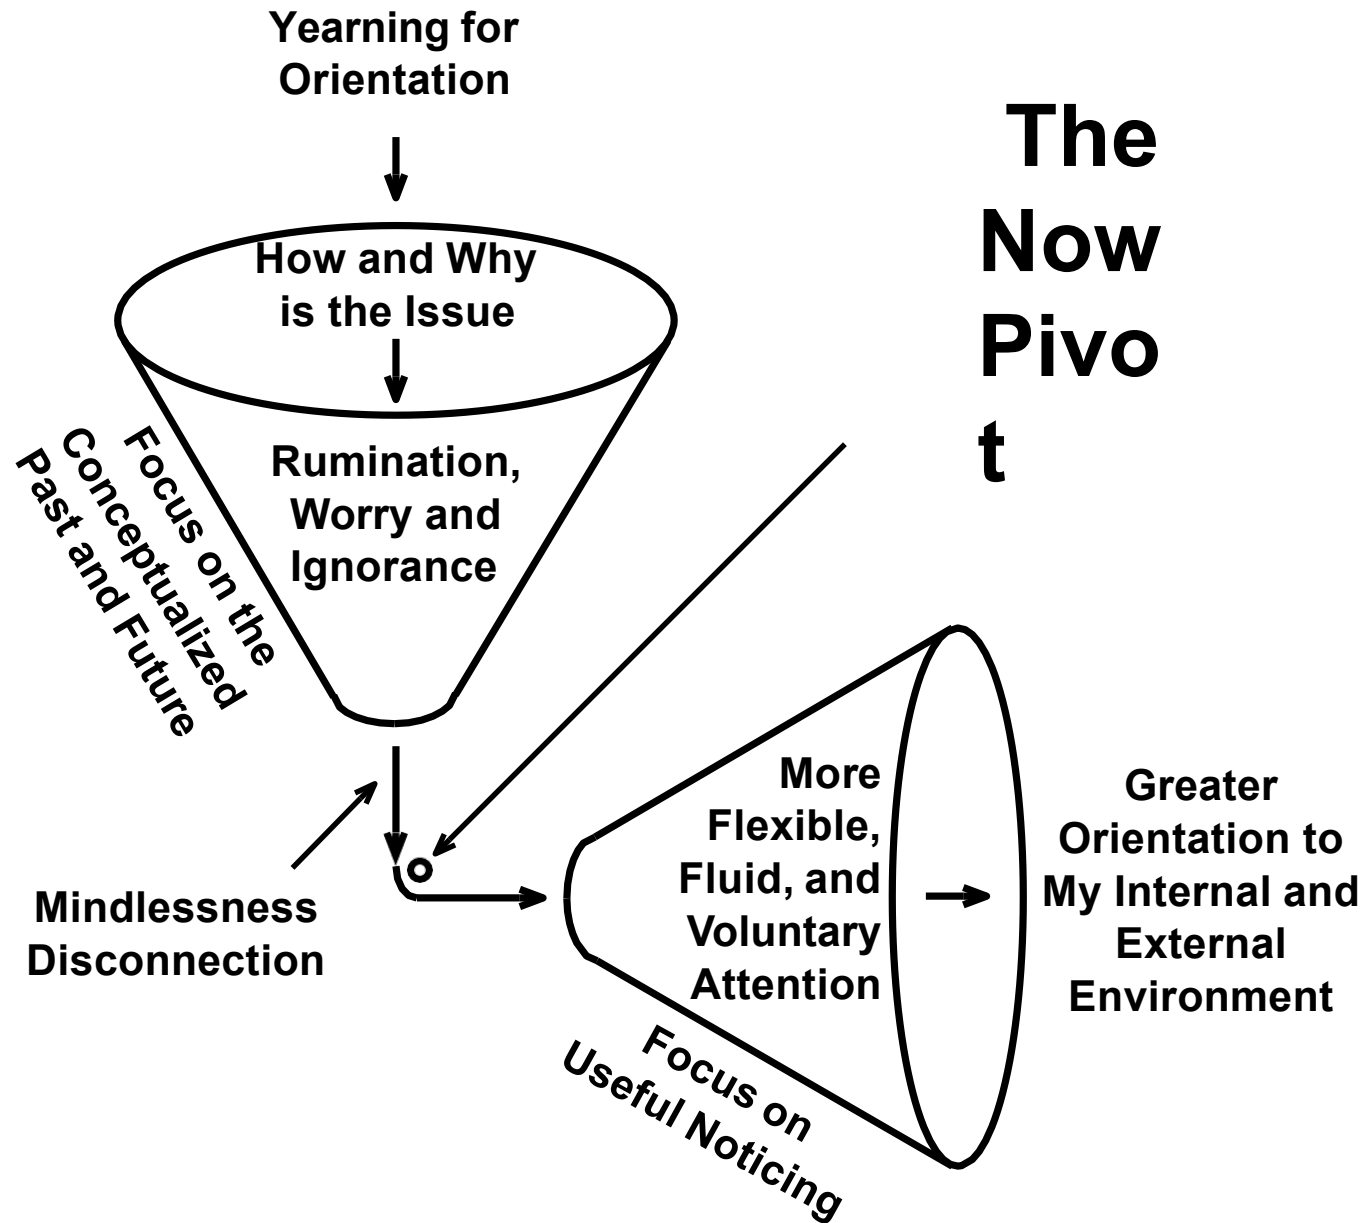 Yearning for
Orientation
The
Now
Pivo
t
How and Why
is the Issue
Rumination,
Worry and
Ignorance
Focus on the
Conceptualized
Past and Future
Mindlessness
Disconnection
More
Flexible,
Fluid, and
Voluntary
Attention
Focus on
Useful Noticing
Greater
Orientation to
My Internal and
External
Environment